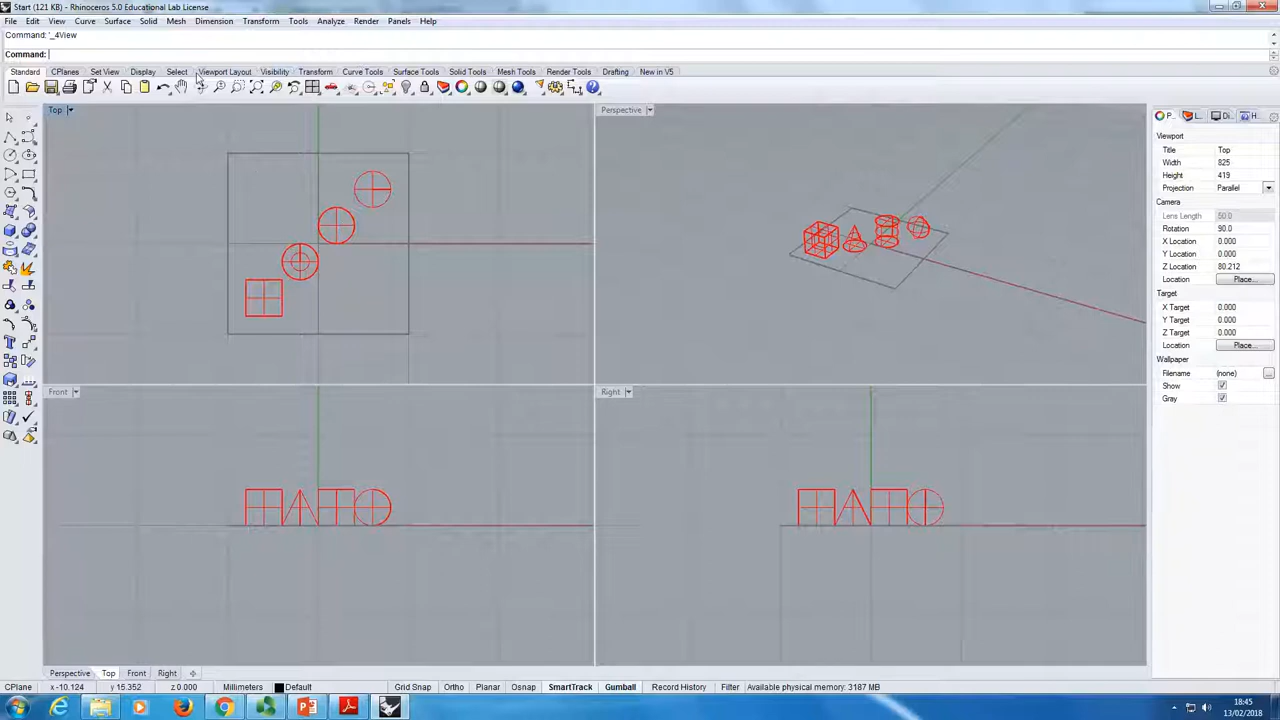 Start (121 KB) - Rhinoceros 5.0 Educational Lab License
File Edit View Curve Surface Solid Mesh Dimension Transform Tools Analyze Render Panels Help
Command: '_4View
Command:
Standard CPlanes Set View Display Select Viewport Layout Visibility Transform Curve Tools Surface Tools Solid Tools Mesh Tools Render Tools Drafting New in V5
Top
Perspective
P... L... Di... H...
Viewport
Title Top
Width 825
Height 419
Projection Parallel
Camera
Lens Length 50.0
Rotation 90.0
X Location 0.000
Y Location 0.000
Z Location 80.212
Location Place...
Target
X Target 0.000
Y Target 0.000
Z Target 0.000
Location Place...
Wallpaper
Filename (none) ...
Show
Gray
Front
Right
Perspective Top Front Right
CPlane x -10.124 y 15.352 z 0.000 Millimeters Default Grid Snap Ortho Planar Osnap SmartTrack Gumball Record History Filter Available physical memory: 3187 MB
18:45
13/02/2018